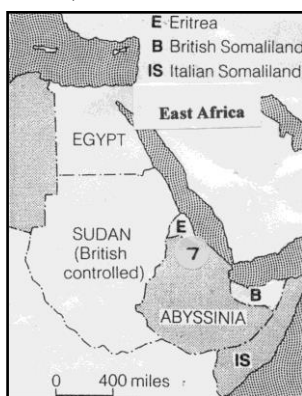 E Eritrea
B British Somaliland
IS Italian Somaliland
East Africa
EGYPT
SUDAN
(British
controlled)
E
7
B
ABYSSINIA
IS
0 400 miles